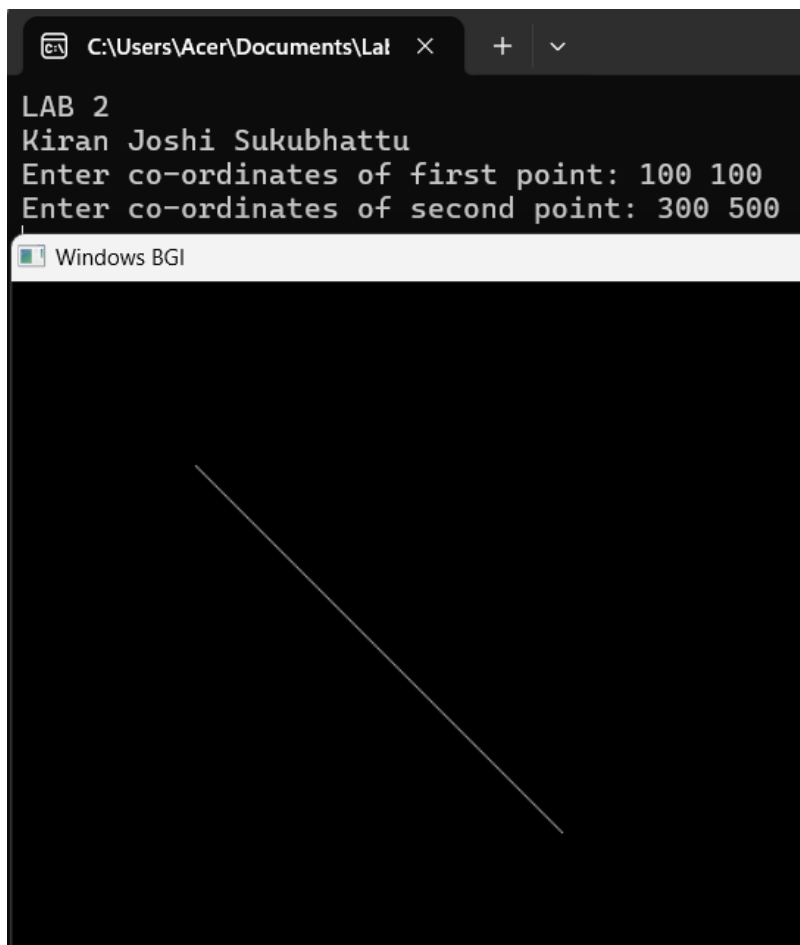 C:\Users\Acer\Documents\Lal
LAB 2
Kiran Joshi Sukubhattu
Enter co-ordinates of first point: 100 100
Enter co-ordinates of second point: 300 500
Windows BGI